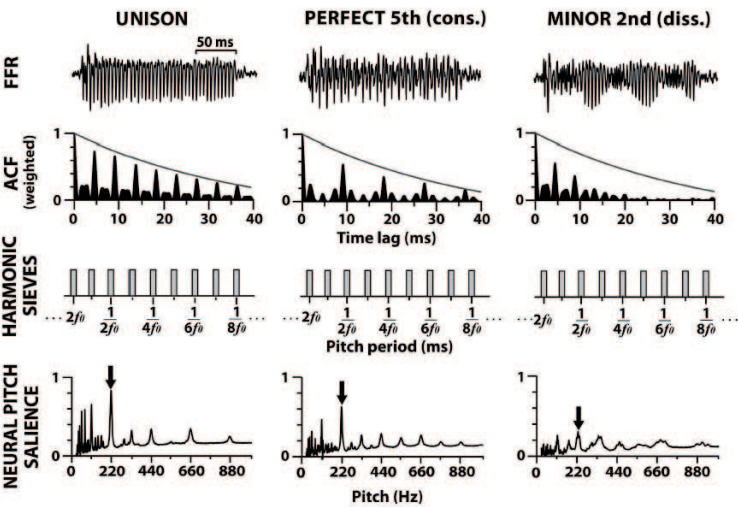 UNISON PERFECT 5th (cons.) MINOR 2nd (diss.)
50 ms
FFR
ACF
(weighted)
1 1 1
0 0 0
0 10 20 30 40 0 10 20 30 40 0 10 20 30 40
Time lag (ms)
HARMONIC
SIEVES
···2f0 1/2f0 1/4f0 1/6f0 1/8f0 ··· ···2f0 1/2f0 1/4f0 1/6f0 1/8f0 ··· ···2f0 1/2f0 1/4f0 1/6f0 1/8f0 ···
Pitch period (ms)
NEURAL PITCH
SALIENCE
1 1 1
0 0 0
0 220 440 660 880 0 220 440 660 880 0 220 440 660 880
Pitch (Hz)